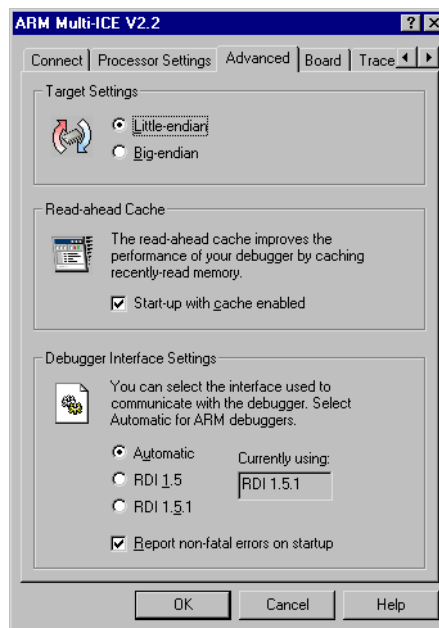 ARM Multi-ICE V2.2
Connect Processor Settings Advanced Board Trace
Target Settings
Little-endian
Big-endian
Read-ahead Cache
The read-ahead cache improves the
performance of your debugger by caching
recently-read memory.
Start-up with cache enabled
Debugger Interface Settings
You can select the interface used to
communicate with the debugger. Select
Automatic for ARM debuggers.
Automatic
Currently using:
RDI 1.5
RDI 1.5.1
RDI 1.5.1
Report non-fatal errors on startup
OK Cancel Help